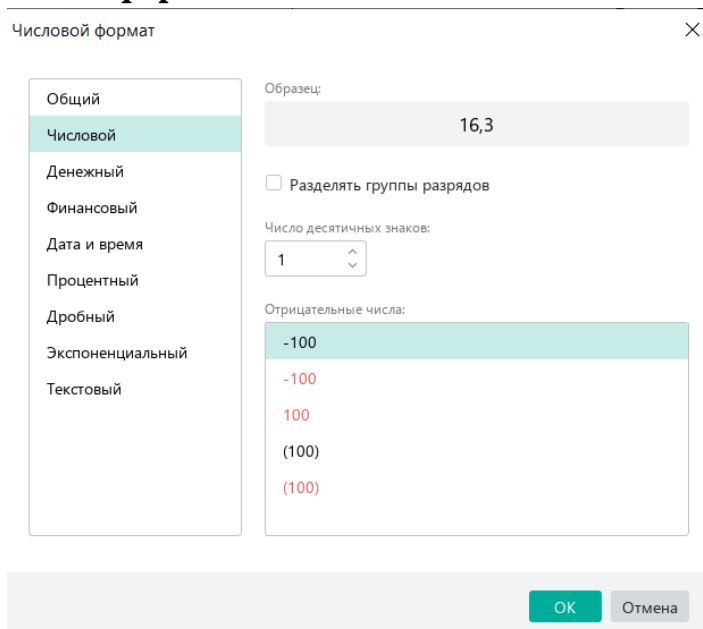 Числовой формат
Общий
Числовой
Денежный
Финансовый
Дата и время
Процентный
Дробный
Экспоненциальный
Текстовый
Образец:
16,3
Разделять группы разрядов
Число десятичных знаков:
1
Отрицательные числа:
-100
-100
100
(100)
(100)
ОК
Отмена